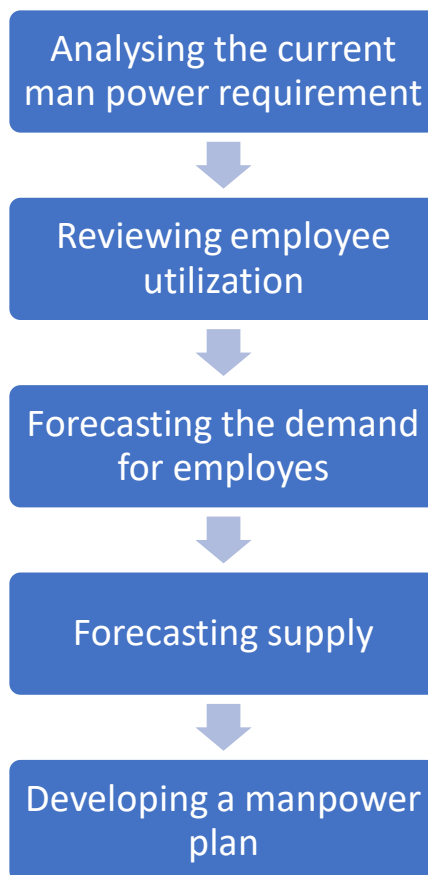 Analysing the current
man power requirement
Reviewing employee
utilization
Forecasting the demand
for employes
Forecasting supply
Developing a manpower
plan